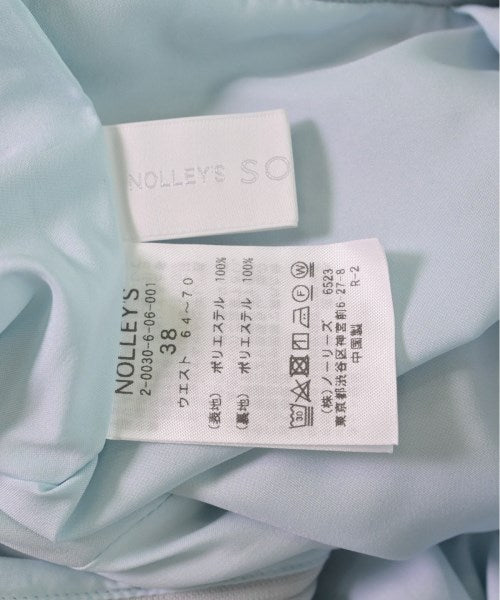 NOLLEY'S SO
NOLLEY'S
2-0030-6-06-001
38
ウエスト 64～70
(表地) ポリエステル 100%
(裏地) ポリエステル 100%
30
(株)ノーリーズ 6523
東京都渋谷区神宮前6-27-8
中国製 R-2